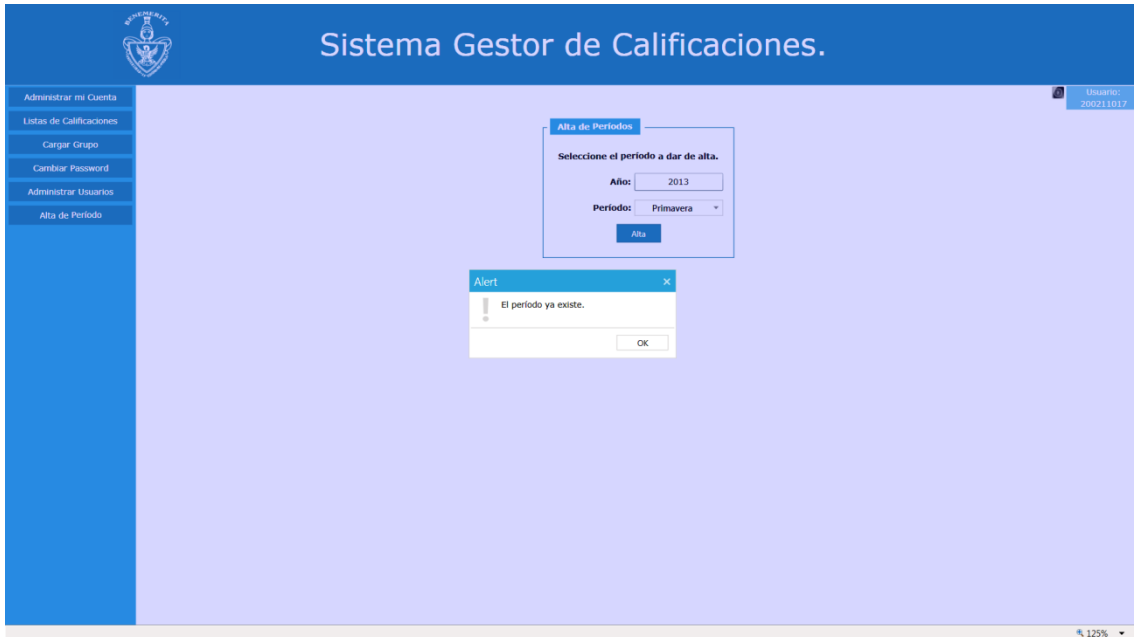 BENEMERITA
Sistema Gestor de Calificaciones.
Administrar mi Cuenta
Listas de Calificaciones
Cargar Grupo
Cambiar Password
Administrar Usuarios
Alta de Período
Usuario:
200211017
Alta de Períodos
Seleccione el período a dar de alta.
Año: 2013
Período: Primavera
Alta
Alert
El período ya existe.
OK
125%